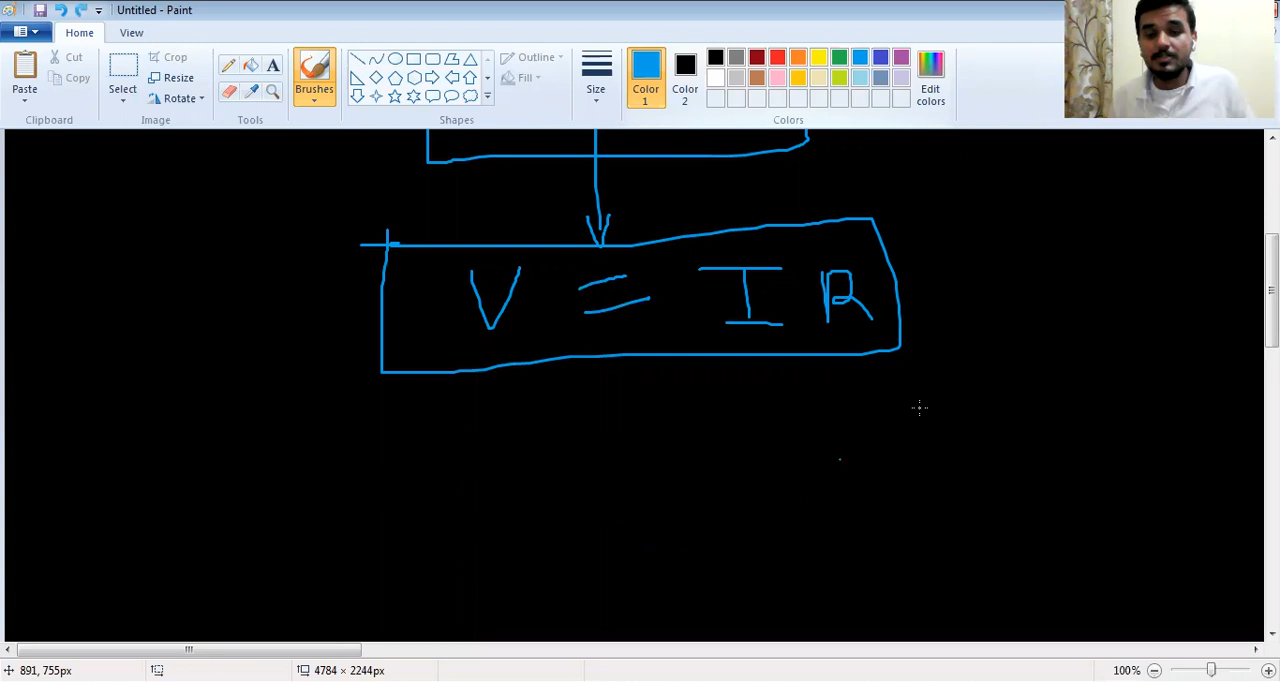 Untitled - Paint
Home View
Cut
Copy
Paste
Clipboard
Crop
Resize
Rotate
Select
Image
A
Tools
Brushes
Outline
Fill
Shapes
Size
Color 1
Color 2
Edit colors
Colors
V = IR
891, 755px
4784 × 2244px
100%